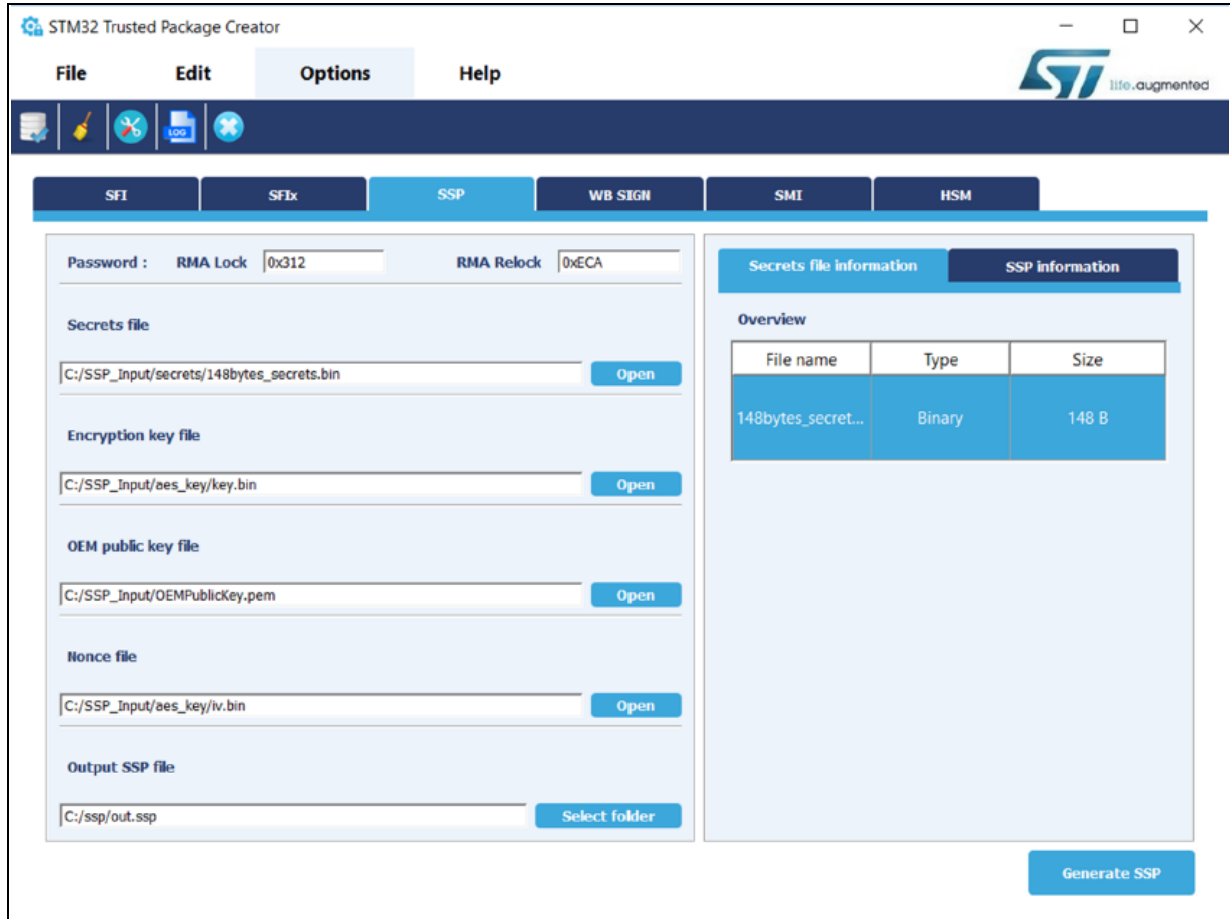 STM32 Trusted Package Creator
File Edit Options Help
ST life.augmented
LOG
SFI SFIx SSP WB SIGN SMI HSM
Password : RMA Lock 0x312 RMA Relock 0xECA
Secrets file
C:/SSP_Input/secrets/148bytes_secrets.bin Open
Encryption key file
C:/SSP_Input/aes_key/key.bin Open
OEM public key file
C:/SSP_Input/OEMPublicKey.pem Open
Nonce file
C:/SSP_Input/aes_key/iv.bin Open
Output SSP file
C:/ssp/out.ssp Select folder
Secrets file information SSP information
Overview
File name Type Size
148bytes_secret... Binary 148 B
Generate SSP